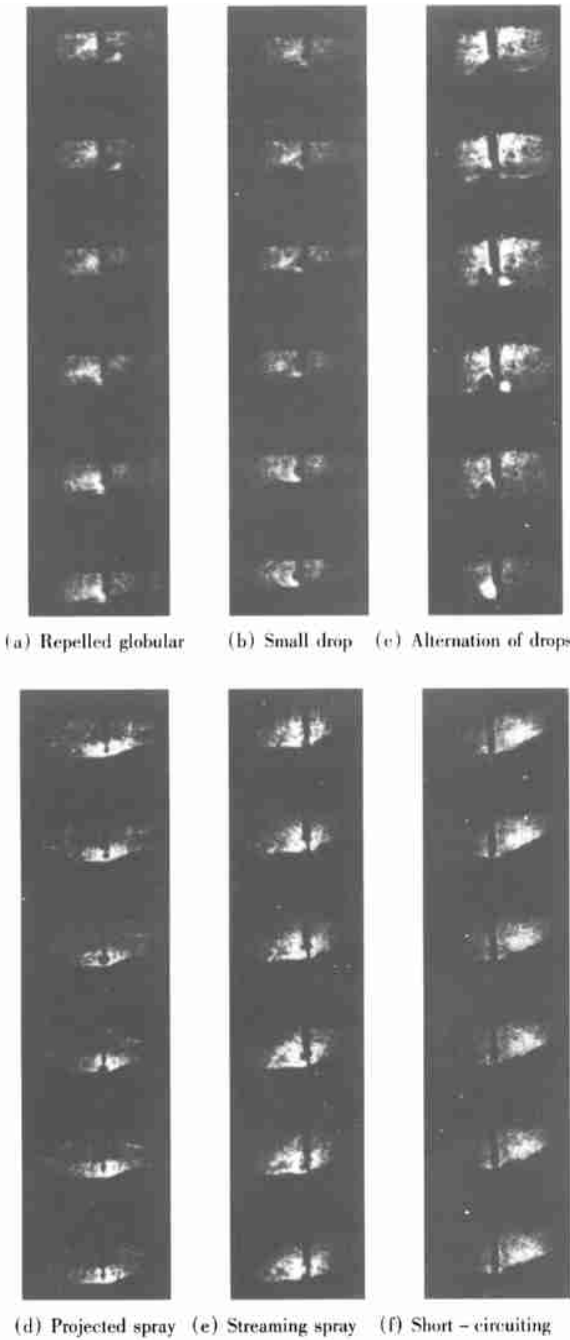 (a) Repelled globular (b) Small drop (c) Alternation of drops
(d) Projected spray (e) Streaming spray (f) Short - circuiting